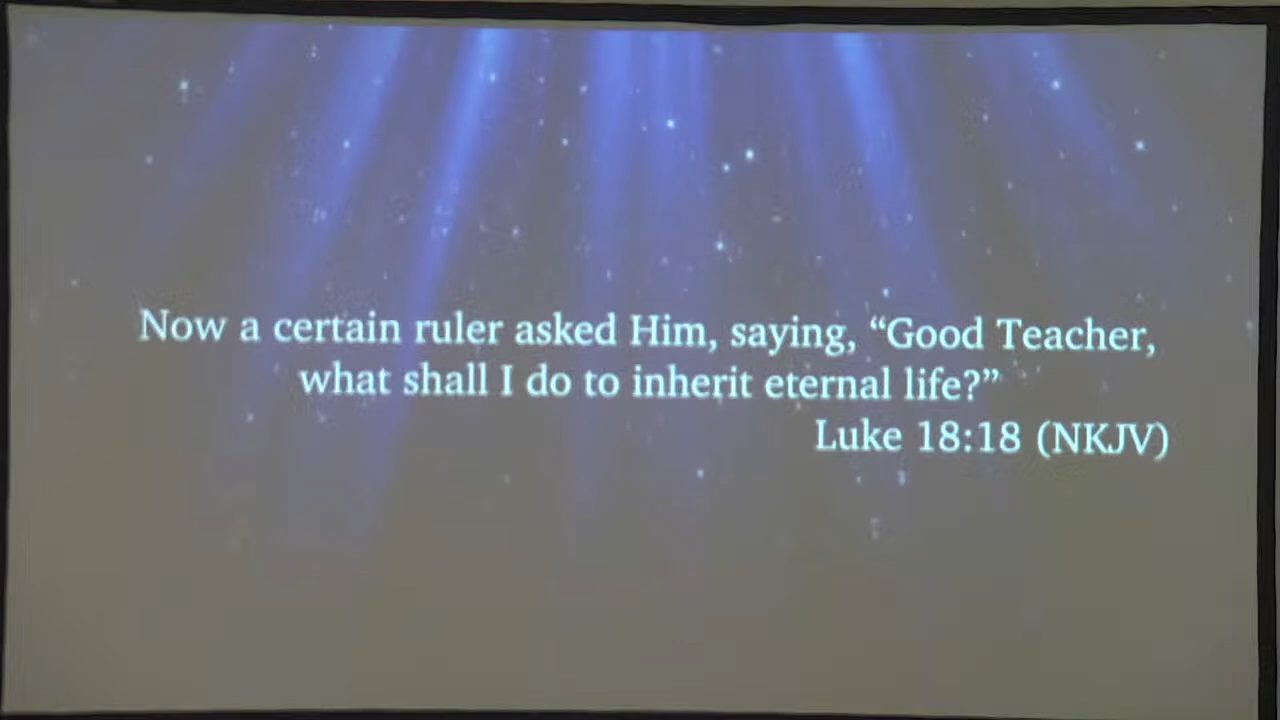 Now a certain ruler asked Him, saying, “Good Teacher,
what shall I do to inherit eternal life?”
Luke 18:18 (NKJV)